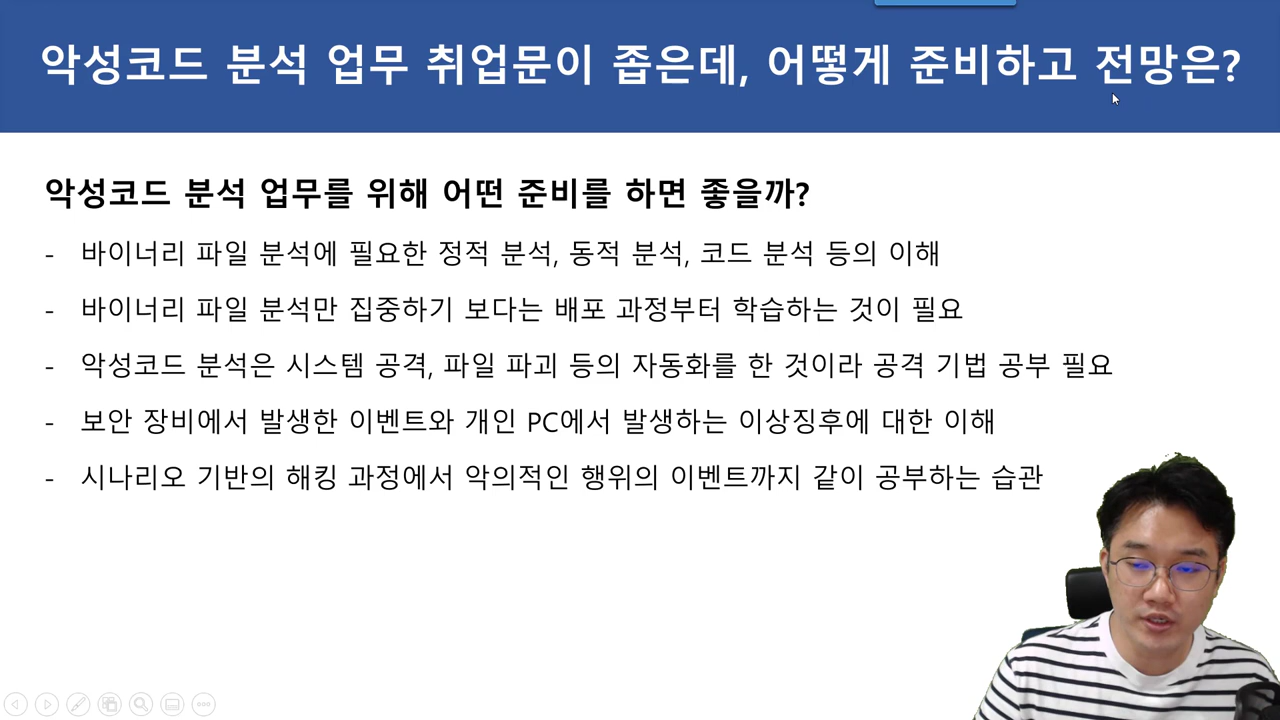 악성코드 분석 업무 취업문이 좁은데, 어떻게 준비하고 전망은?
악성코드 분석 업무를 위해 어떤 준비를 하면 좋을까?
- 바이너리 파일 분석에 필요한 정적 분석, 동적 분석, 코드 분석 등의 이해
- 바이너리 파일 분석만 집중하기 보다는 배포 과정부터 학습하는 것이 필요
- 악성코드 분석은 시스템 공격, 파일 파괴 등의 자동화를 한 것이라 공격 기법 공부 필요
- 보안 장비에서 발생한 이벤트와 개인 PC에서 발생하는 이상징후에 대한 이해
- 시나리오 기반의 해킹 과정에서 악의적인 행위의 이벤트까지 같이 공부하는 습관